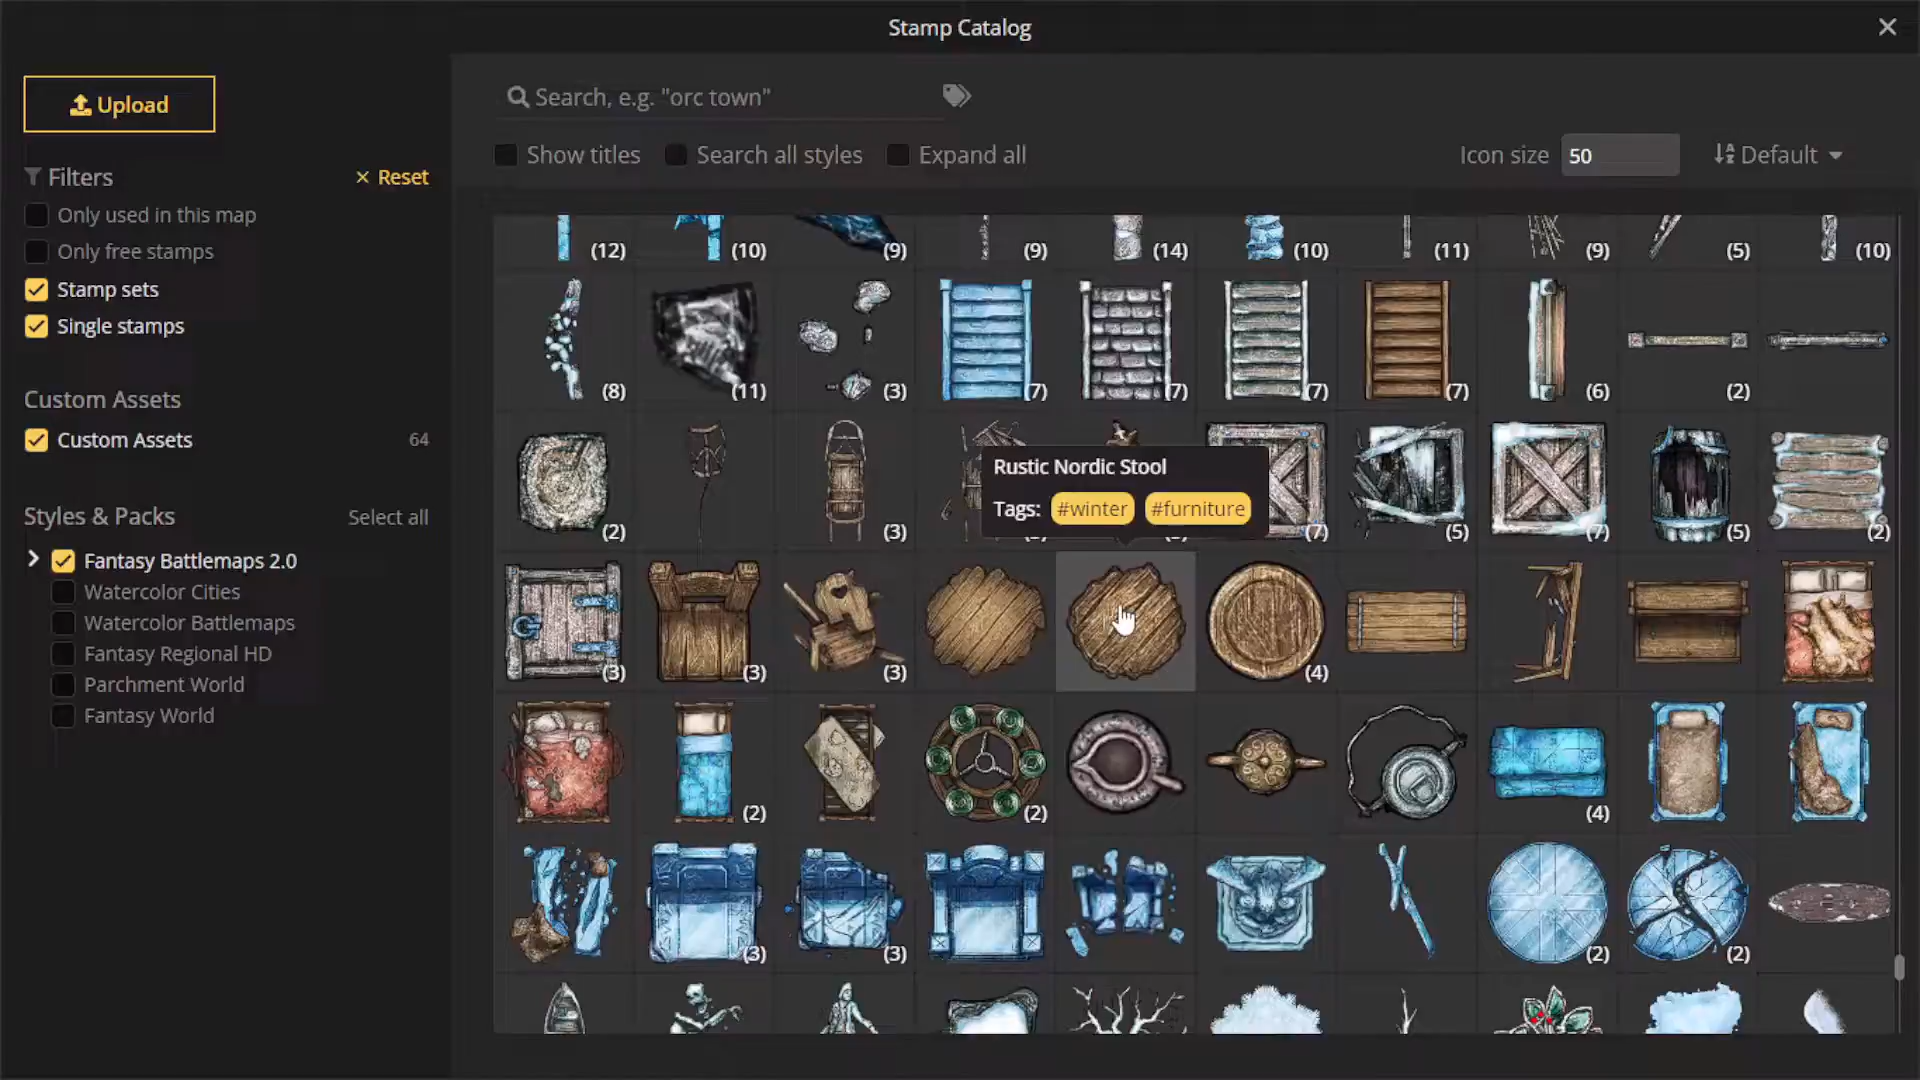 Stamp Catalog
Upload
Search, e.g. "orc town"
Show titles
Search all styles
Expand all
Icon size
50
Default
Filters
Reset
Only used in this map
Only free stamps
Stamp sets
Single stamps
Custom Assets
Custom Assets 64
Styles & Packs
Select all
Fantasy Battlemaps 2.0
Watercolor Cities
Watercolor Battlemaps
Fantasy Regional HD
Parchment World
Fantasy World
(12) (10) (9) (9) (14) (10) (11) (9) (5) (10)
(8) (11) (3) (7) (7) (7) (7) (6) (2)
Rustic Nordic Stool
Tags: #winter #furniture
(2) (3) (7) (5) (7) (5) (2)
(3) (3) (3) (4)
(2) (2) (4)
(3) (3) (2) (2)